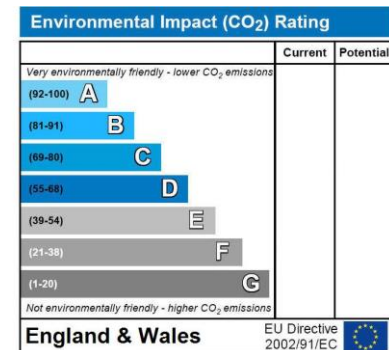 Environmental Impact (CO₂) Rating
Current Potential
Very environmentally friendly - lower CO₂ emissions
(92-100) A
(81-91) B
(69-80) C
(55-68) D
(39-54) E
(21-38) F
(1-20) G
Not environmentally friendly - higher CO₂ emissions
England & Wales
EU Directive
2002/91/EC